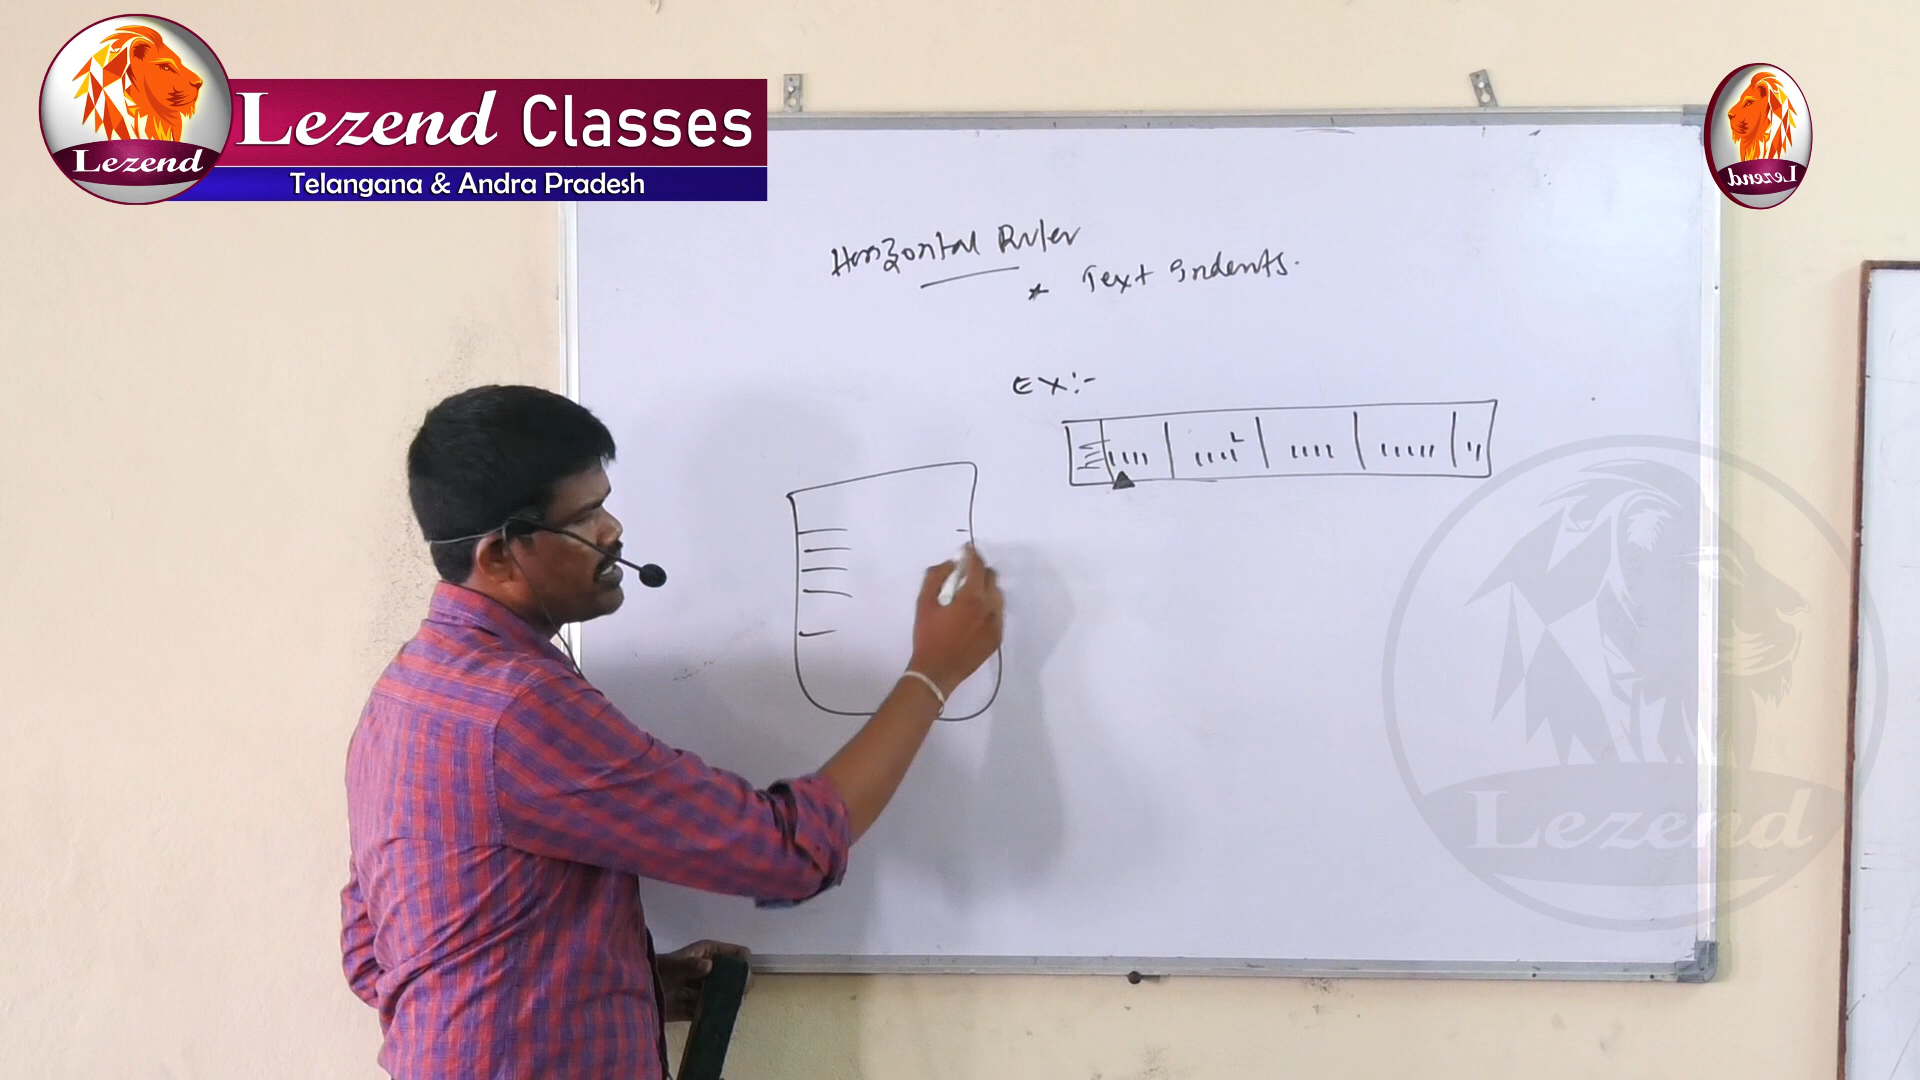 Lezend Classes
Lezend
Telangana & Andra Pradesh
Lezend
Horizontal Ruler
* Text Indents.
Ex:-
Lezend